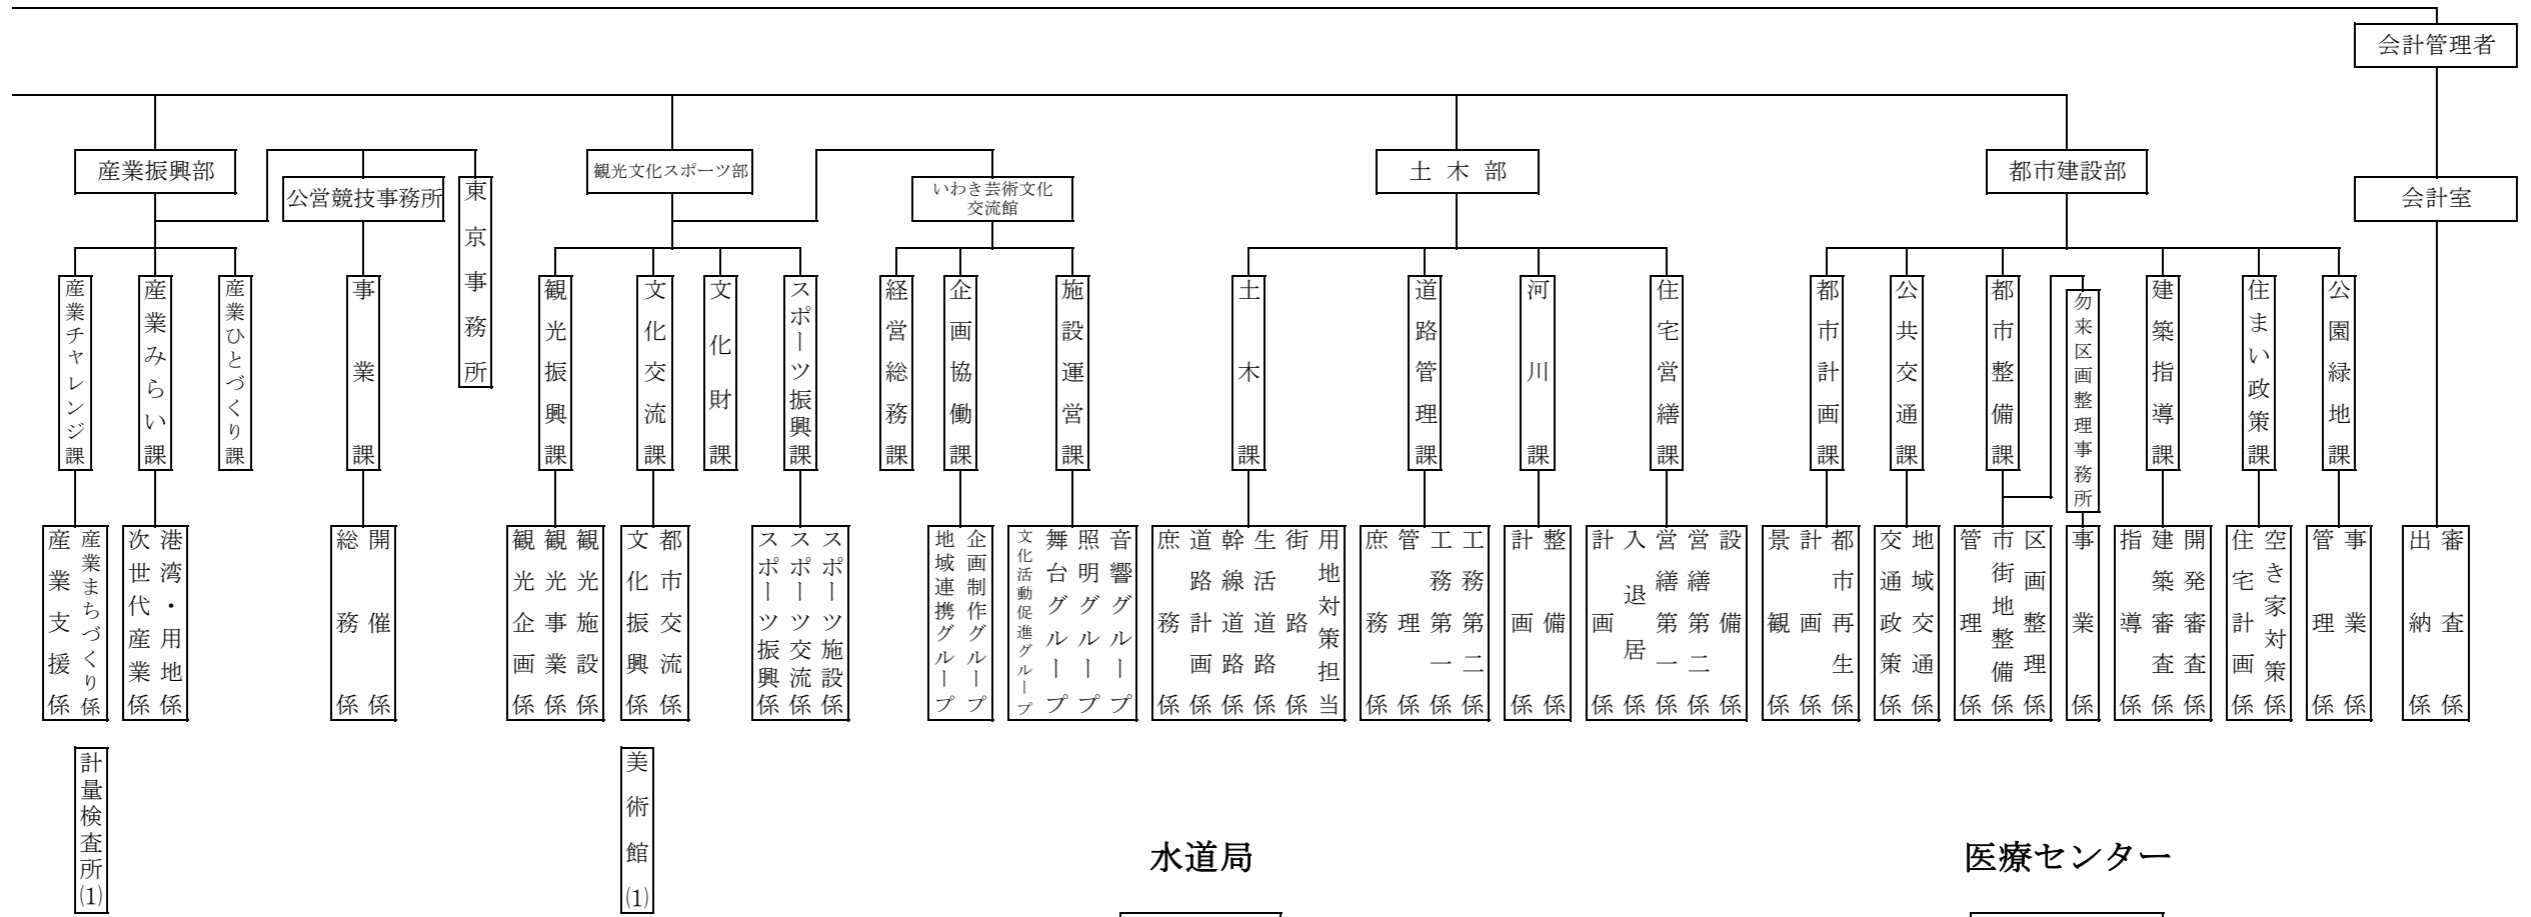 会計管理者
産業振興部
公営競技事務所
東京事務所
観光文化スポーツ部
いわき芸術文化
交流館
土木部
都市建設部
会計室
産業チャレンジ課
産業みらい課
産業ひとづくり課
事業課
観光振興課
文化交流課
文化財課
スポーツ振興課
経営総務課
企画協働課
施設運営課
土木課
道路管理課
河川課
住宅営繕課
都市計画課
公共交通課
都市整備課
勿来区画整理事務所
建築指導課
住まい政策課
公園緑地課
産業支援係
産業まちづくり係
次世代産業係
港湾・用地係
総務係
開催係
観光企画係
観光事業係
観光施設係
文化振興係
都市交流係
スポーツ振興係
スポーツ交流係
スポーツ施設係
地域連携グループ
企画制作グループ
文化活動促進グループ
舞台グループ
照明グループ
音響グループ
庶務係
道路計画係
幹線道路係
生活道路係
街路係
用地対策担当
庶務係
管理係
工務第一係
工務第二係
計画係
整備係
計画係
入退居係
営繕第一係
営繕第二係
設備係
景観係
計画係
都市再生係
交通政策係
地域交通係
管理係
市街地整備係
区画整理係
事業係
指導係
建築審査係
開発審査係
住宅計画係
空き家対策係
管理係
事業係
出納係
審査係
計量検査所(1)
美術館(1)
水道局
医療センター